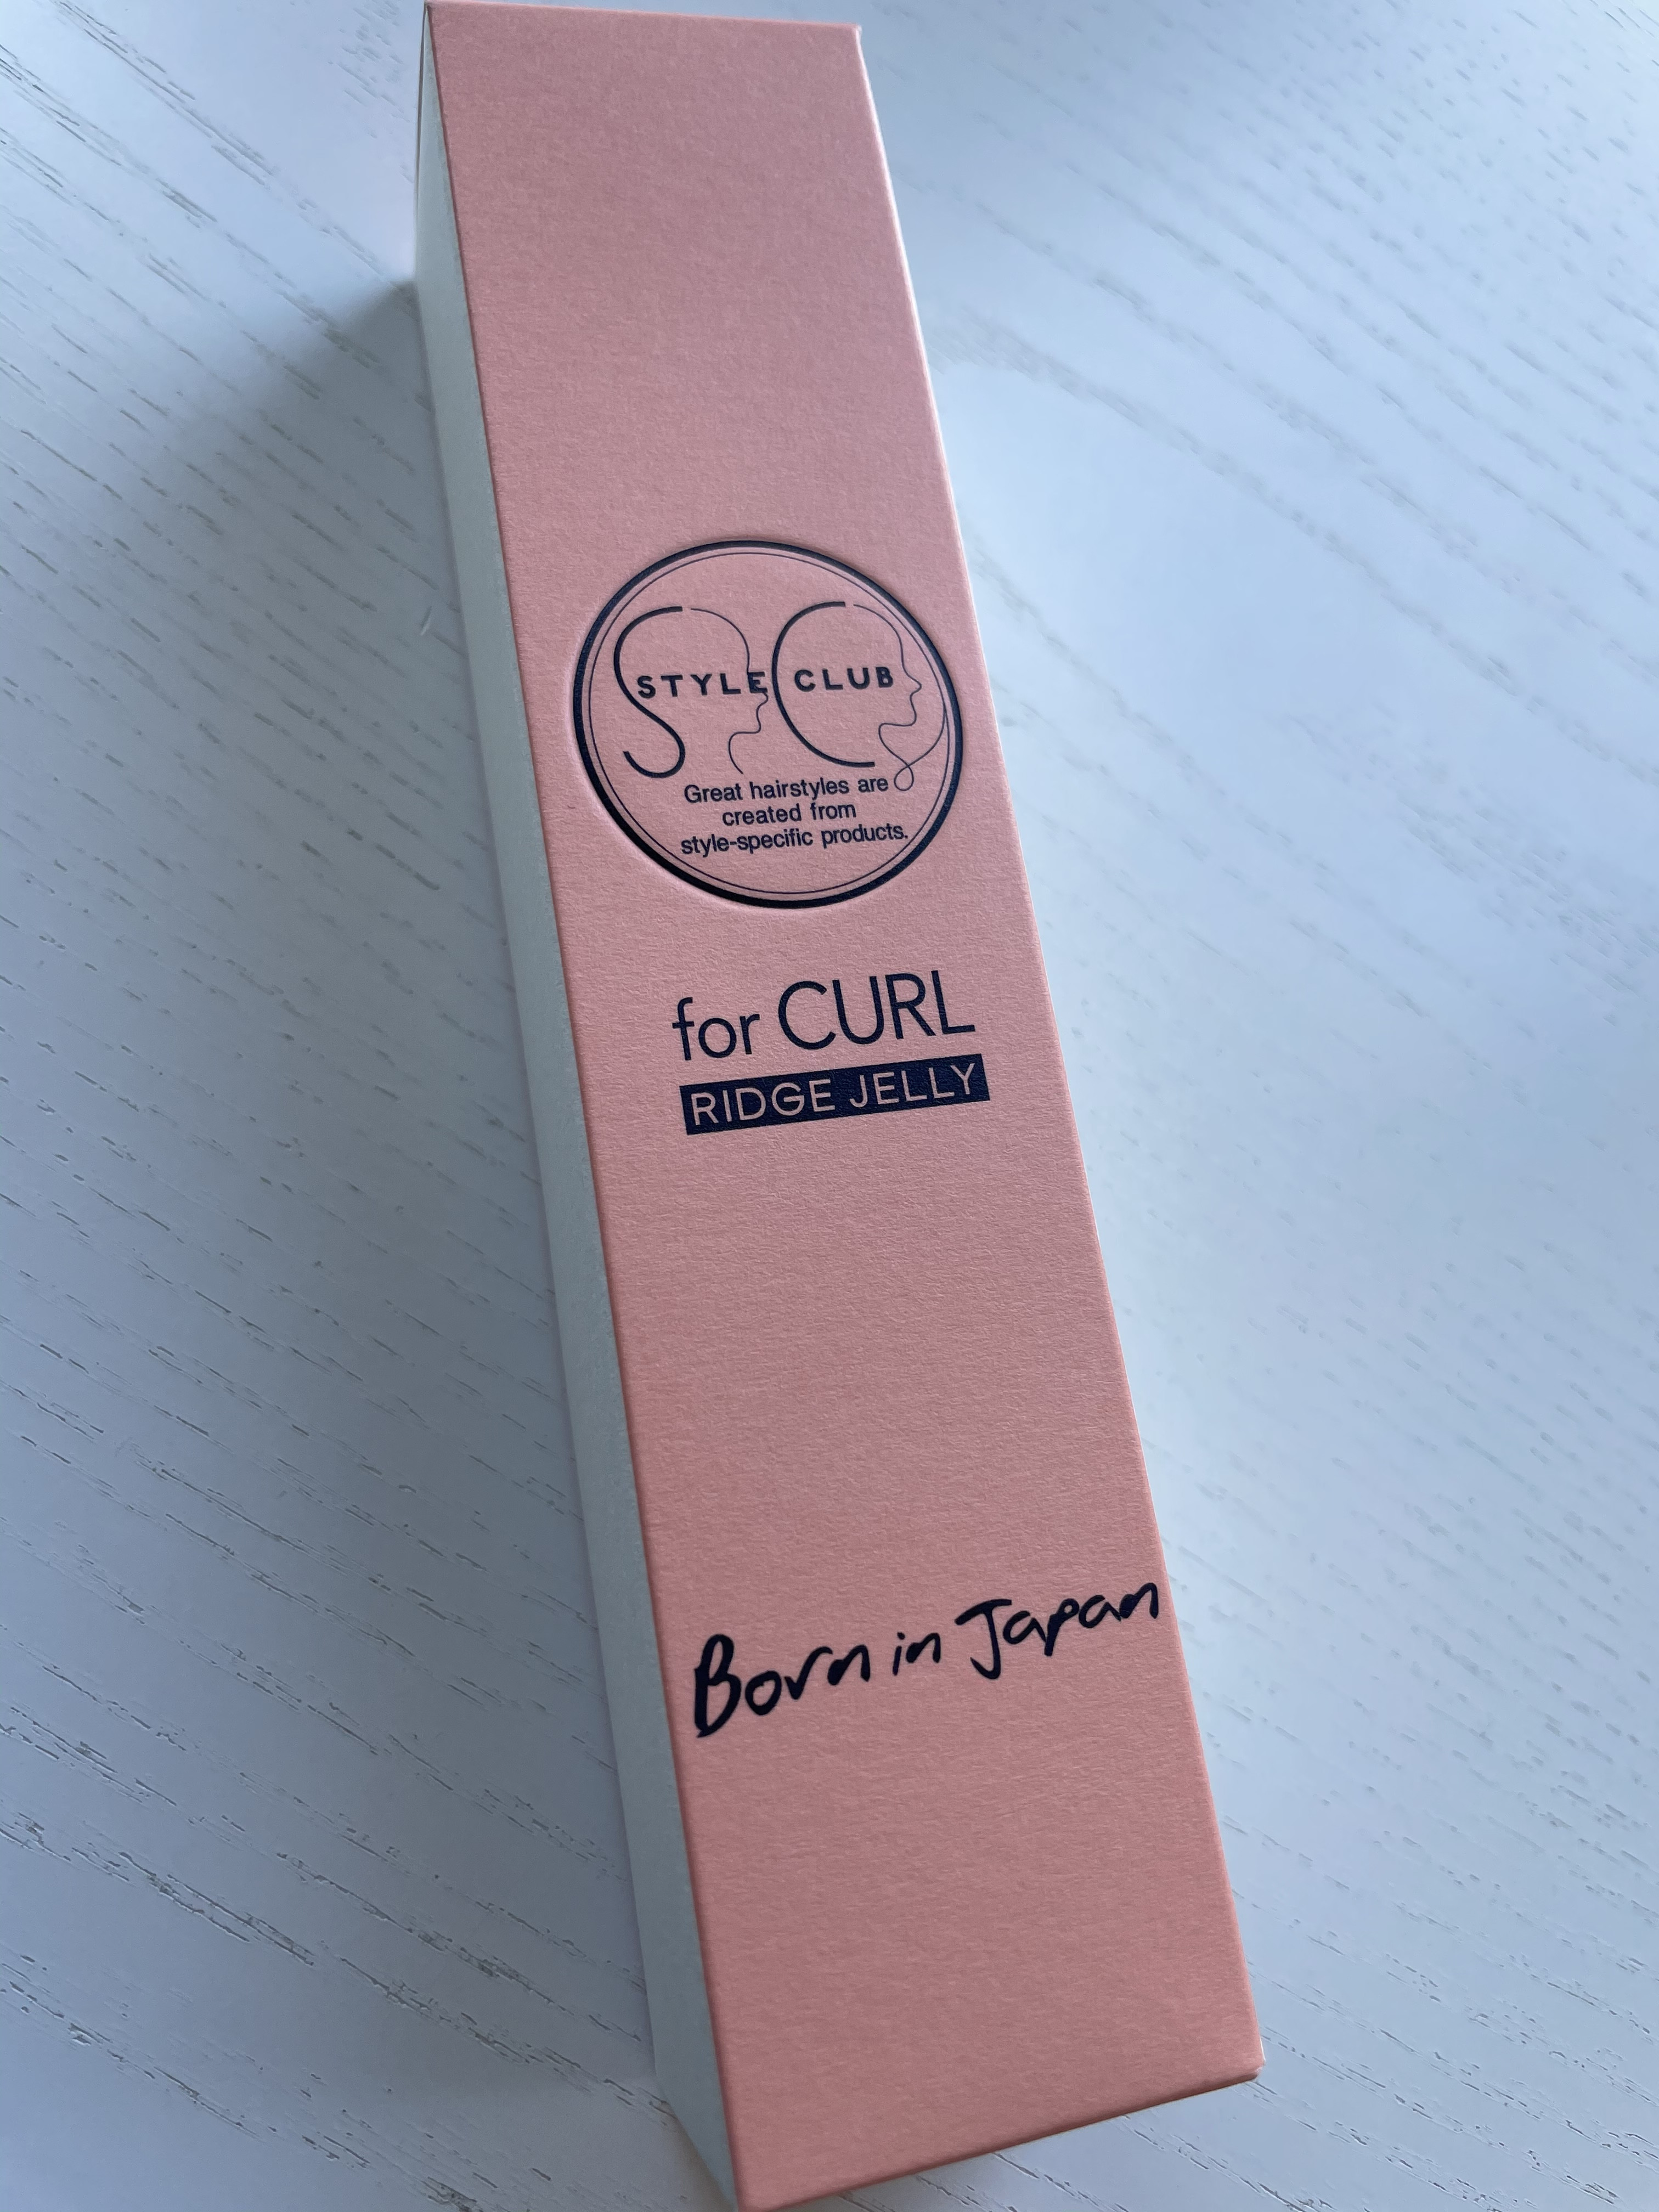 STYLE CLUB
Great hairstyles are
created from
style-specific products.
for CURL
RIDGE JELLY
Born in Japan